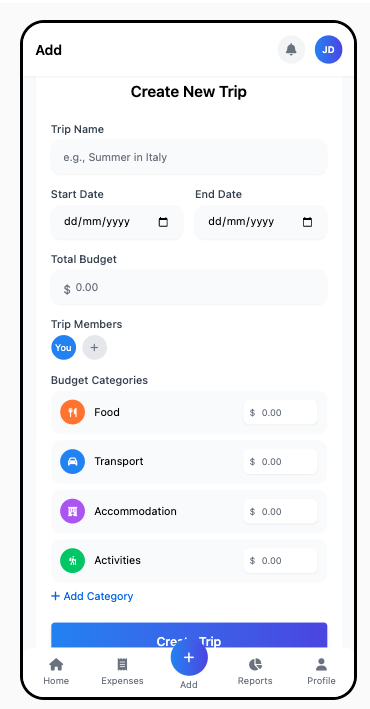 Add
JD
Create New Trip
Trip Name
e.g., Summer in Italy
Start Date End Date
dd/mm/yyyy dd/mm/yyyy
Total Budget
$ 0.00
Trip Members
You +
Budget Categories
Food $ 0.00
Transport $ 0.00
Accommodation $ 0.00
Activities $ 0.00
+ Add Category
Create Trip
+
Home Expenses Add Reports Profile